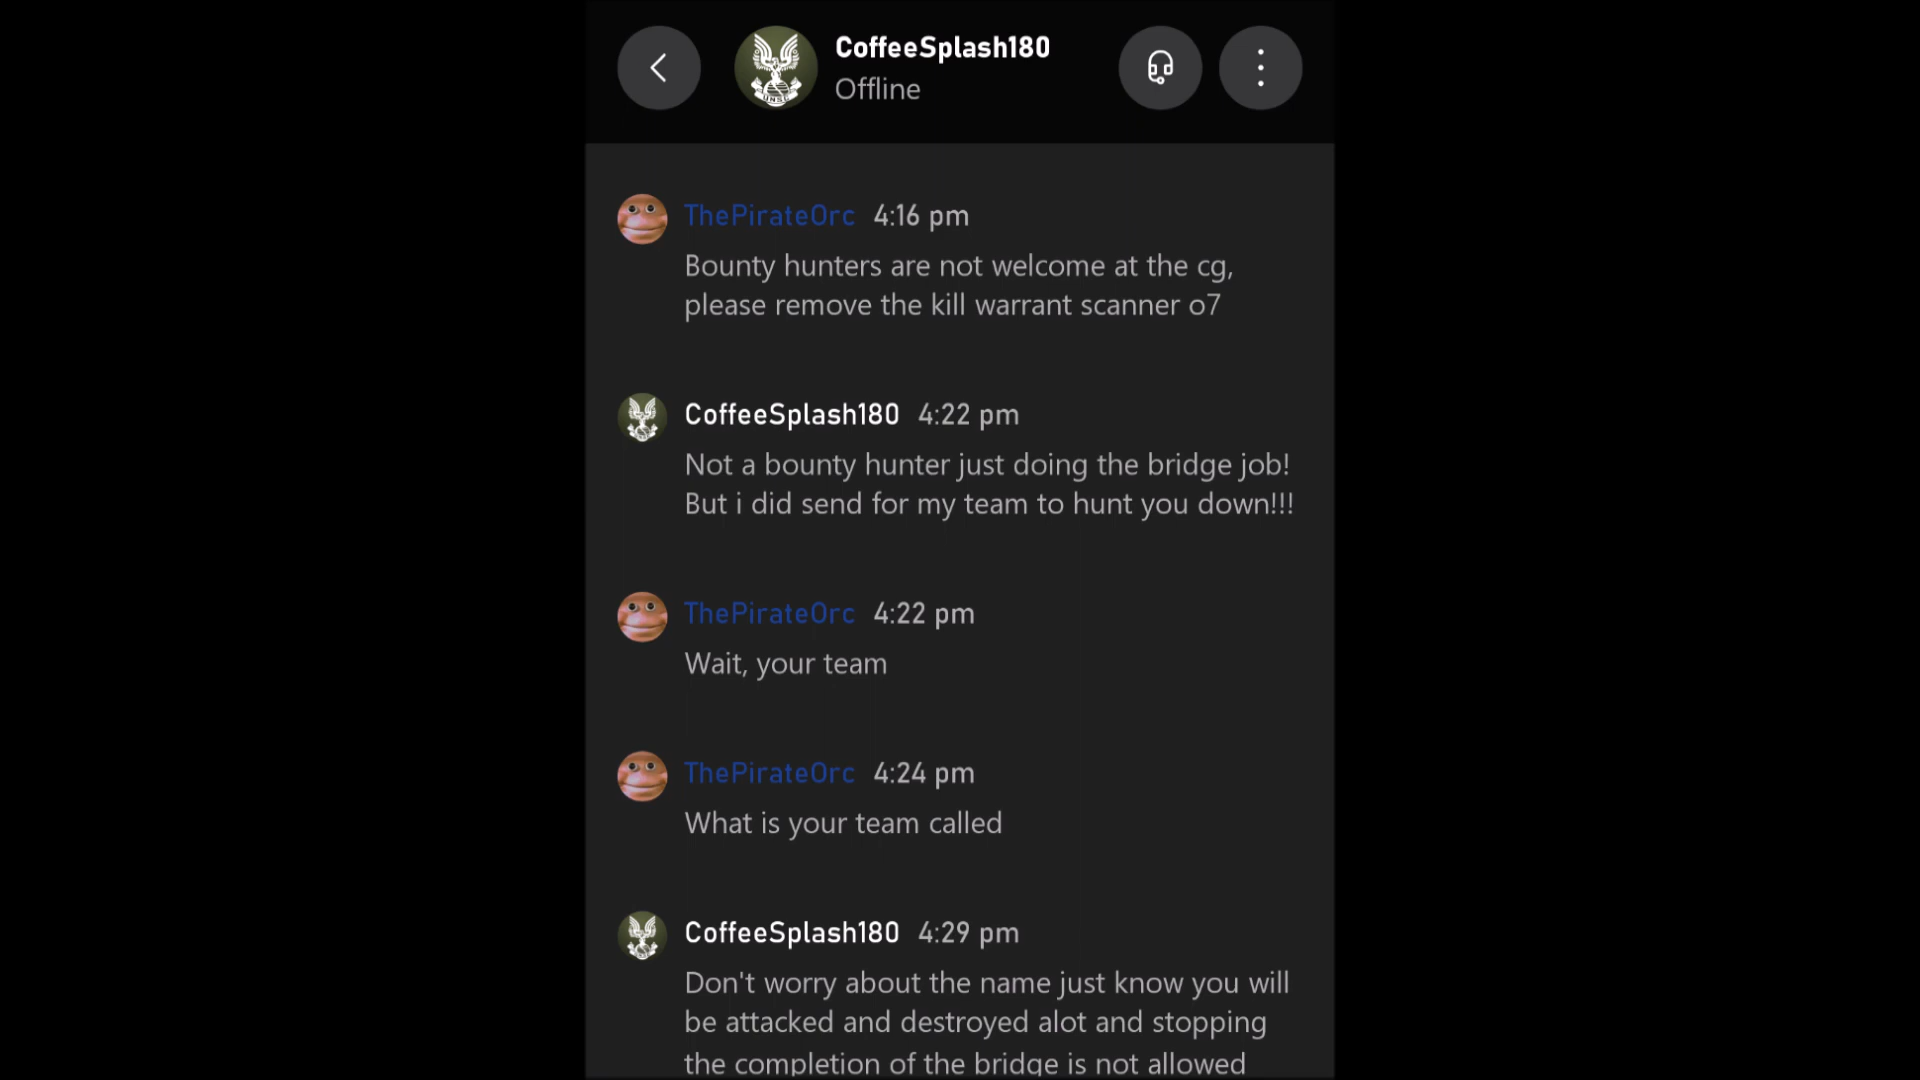 CoffeeSplash180
Offline
ThePirateOrc 4:16 pm
Bounty hunters are not welcome at the cg,
please remove the kill warrant scanner o7
CoffeeSplash180 4:22 pm
Not a bounty hunter just doing the bridge job!
But i did send for my team to hunt you down!!!
ThePirateOrc 4:22 pm
Wait, your team
ThePirateOrc 4:24 pm
What is your team called
CoffeeSplash180 4:29 pm
Don't worry about the name just know you will
be attacked and destroyed alot and stopping
the completion of the bridge is not allowed